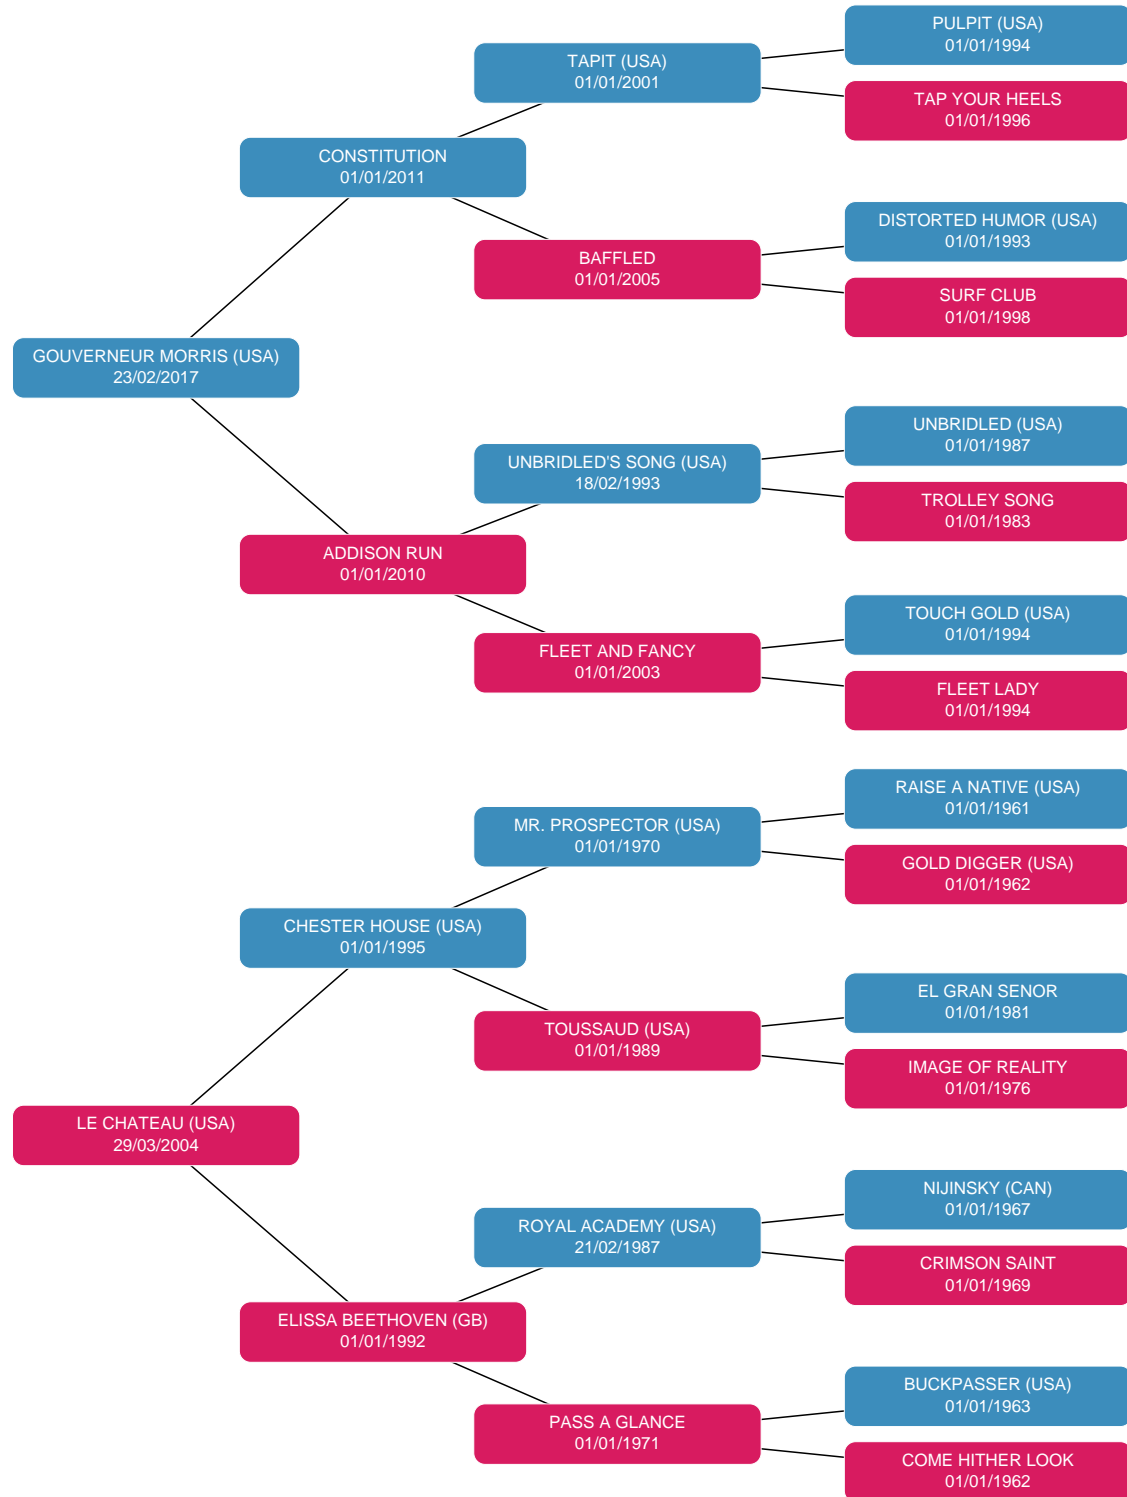 PULPIT (USA)
01/01/1994
TAPIT (USA)
01/01/2001
TAP YOUR HEELS
01/01/1996
CONSTITUTION
01/01/2011
DISTORTED HUMOR (USA)
01/01/1993
BAFFLED
01/01/2005
SURF CLUB
01/01/1998
GOUVERNEUR MORRIS (USA)
23/02/2017
UNBRIDLED (USA)
01/01/1987
UNBRIDLED'S SONG (USA)
18/02/1993
TROLLEY SONG
01/01/1983
ADDISON RUN
01/01/2010
TOUCH GOLD (USA)
01/01/1994
FLEET AND FANCY
01/01/2003
FLEET LADY
01/01/1994
RAISE A NATIVE (USA)
01/01/1961
MR. PROSPECTOR (USA)
01/01/1970
GOLD DIGGER (USA)
01/01/1962
CHESTER HOUSE (USA)
01/01/1995
EL GRAN SENOR
01/01/1981
TOUSSAUD (USA)
01/01/1989
IMAGE OF REALITY
01/01/1976
LE CHATEAU (USA)
29/03/2004
NIJINSKY (CAN)
01/01/1967
ROYAL ACADEMY (USA)
21/02/1987
CRIMSON SAINT
01/01/1969
ELISSA BEETHOVEN (GB)
01/01/1992
BUCKPASSER (USA)
01/01/1963
PASS A GLANCE
01/01/1971
COME HITHER LOOK
01/01/1962